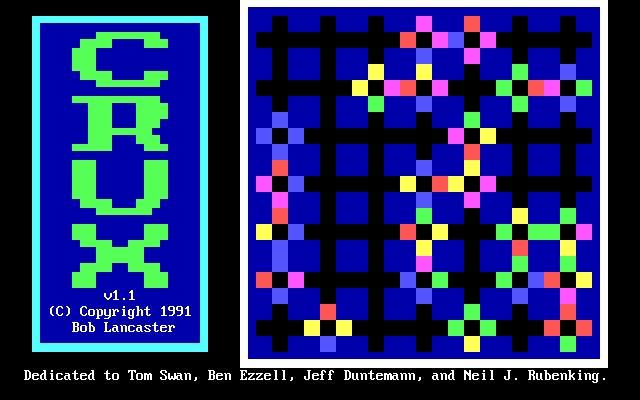 CRUX
v1.1
(C) Copyright 1991
Bob Lancaster
Dedicated to Tom Swan, Ben Ezzell, Jeff Duntemann, and Neil J. Rubenking.